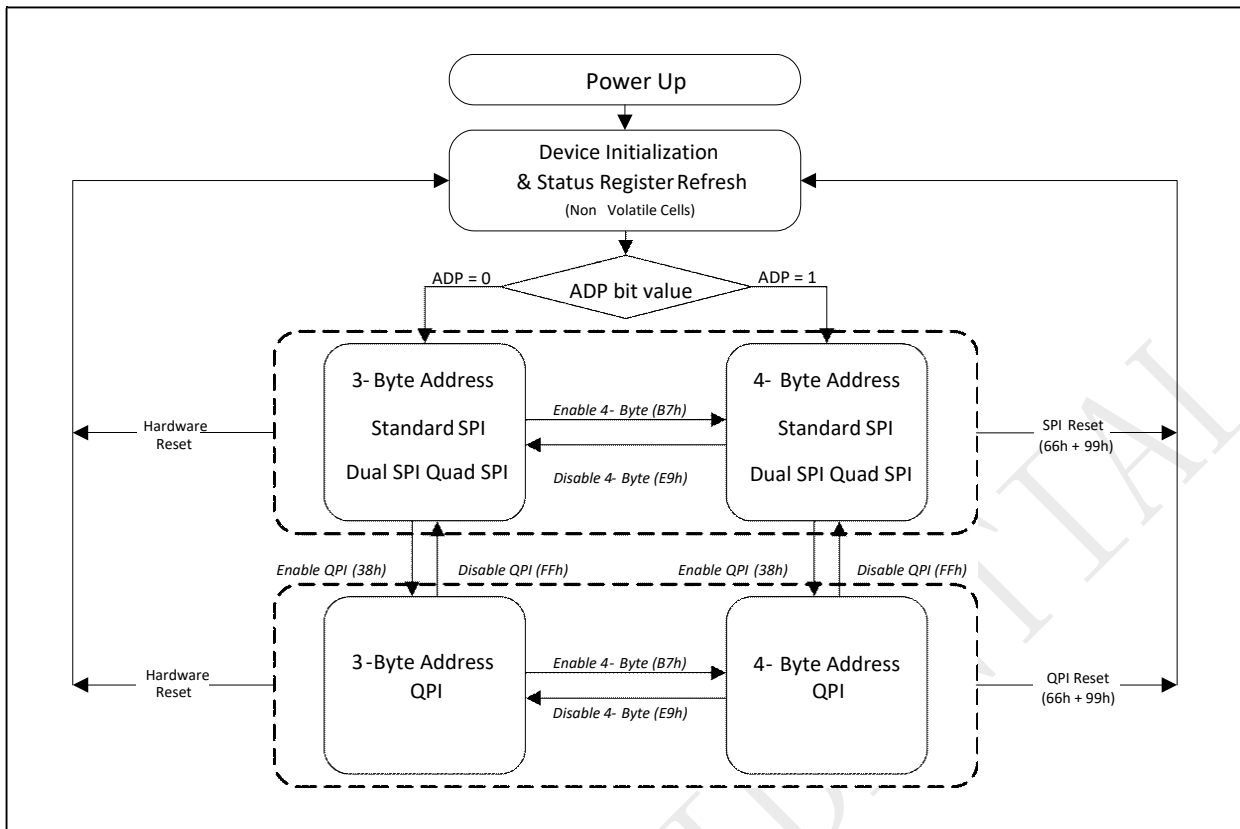 Power Up
Device Initialization
& Status Register Refresh
(Non Volatile Cells)
ADP = 0
ADP bit value
ADP = 1
3- Byte Address
Standard SPI
Dual SPI Quad SPI
Enable 4- Byte (B7h)
Disable 4- Byte (E9h)
4- Byte Address
Standard SPI
Dual SPI Quad SPI
Hardware
Reset
SPI Reset
(66h + 99h)
Enable QPI (38h)
Disable QPI (FFh)
Enable QPI (38h)
Disable QPI (FFh)
3-Byte Address
QPI
Enable 4- Byte (B7h)
Disable 4- Byte (E9h)
4- Byte Address
QPI
Hardware
Reset
QPI Reset
(66h + 99h)